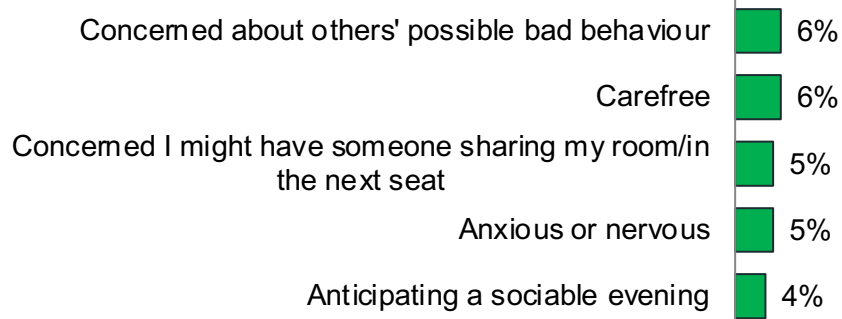 Concerned about others' possible bad behaviour 6%
Carefree 6%
Concerned I might have someone sharing my room/in
the next seat 5%
Anxious or nervous 5%
Anticipating a sociable evening 4%